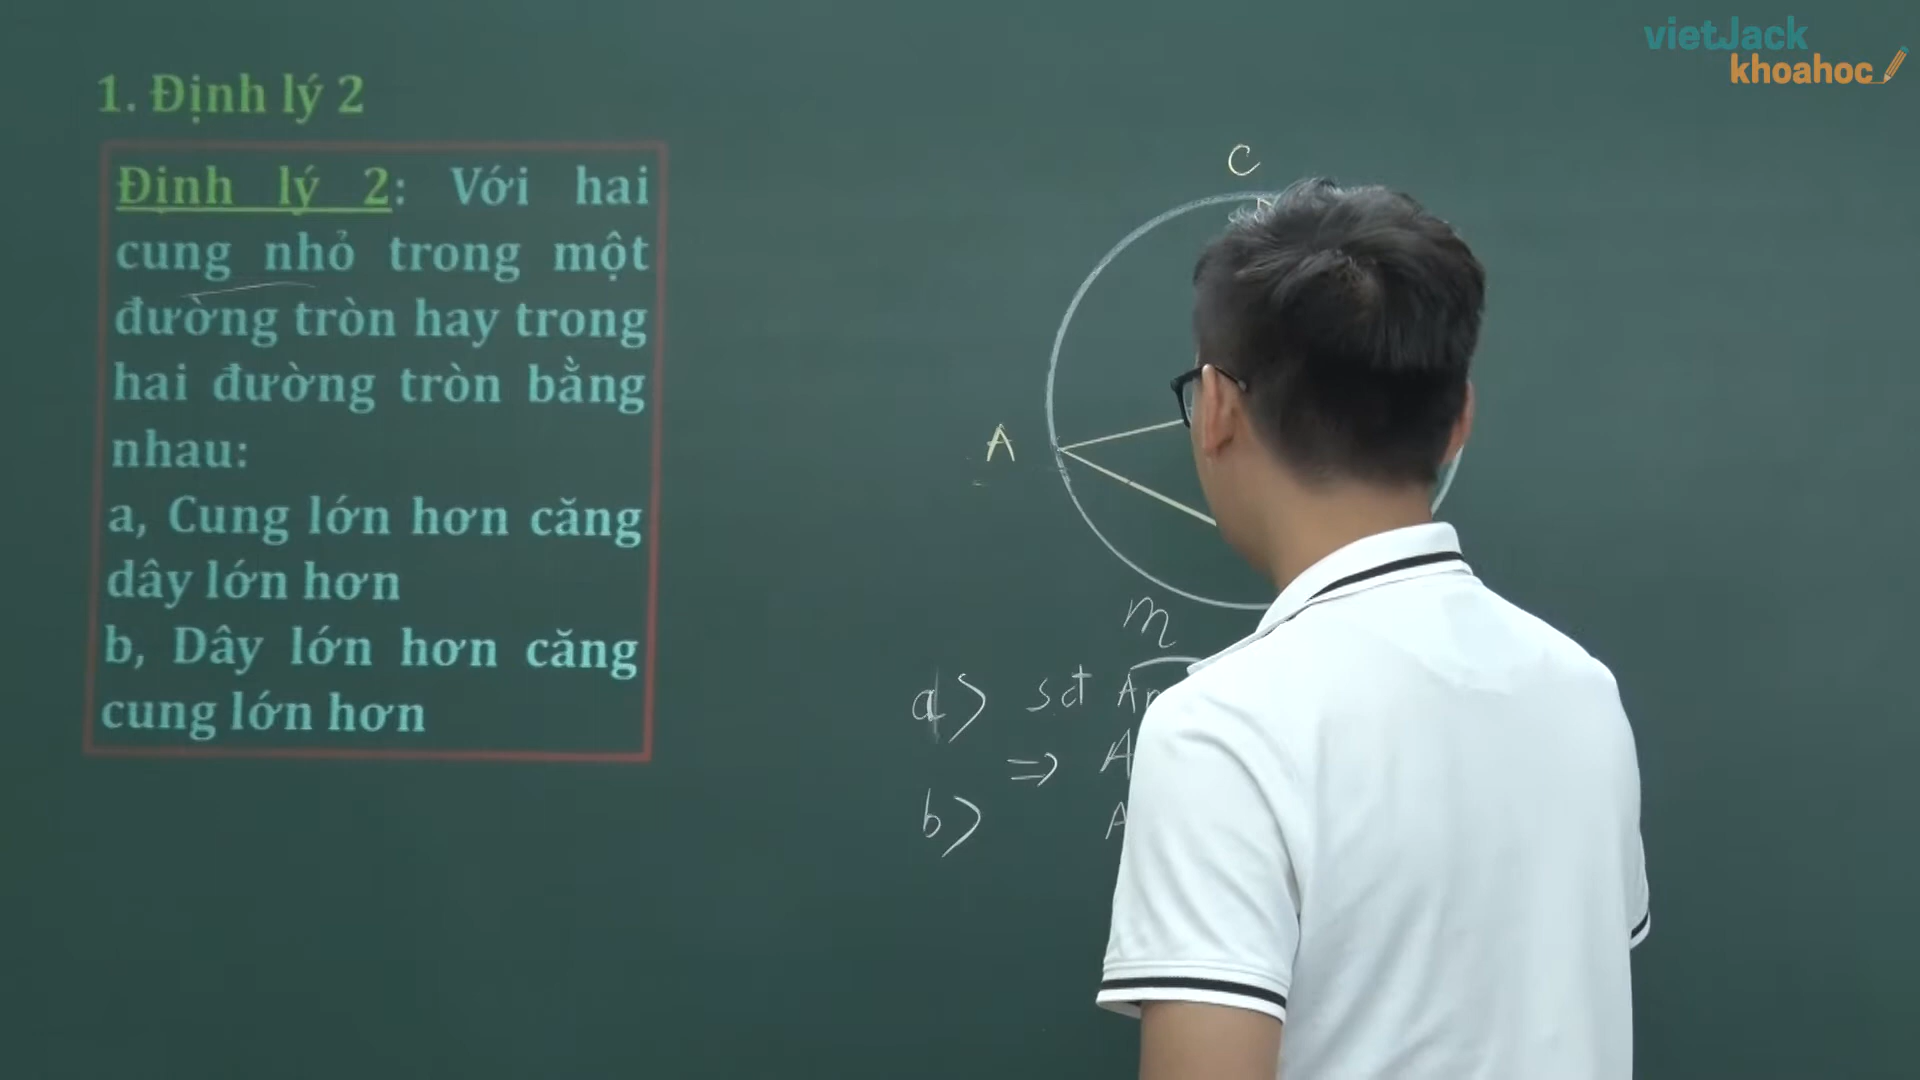 vietJack
khoahoc
1. Định lý 2
Định lý 2: Với hai
cung nhỏ trong một
đường tròn hay trong
hai đường tròn bằng
nhau:
a, Cung lớn hơn căng
dây lớn hơn
b, Dây lớn hơn căng
cung lớn hơn
C
A
m
a) sđ A
=> A
b) A